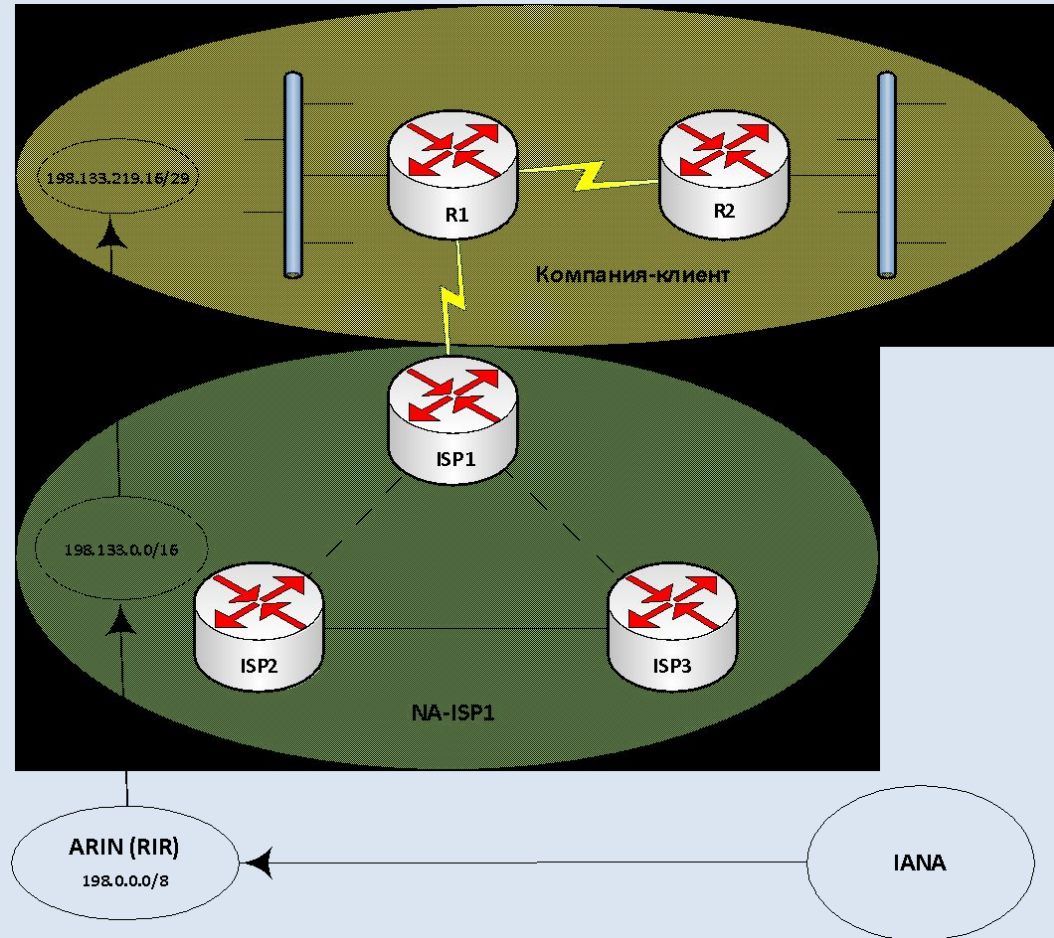 198.133.219.16/29
R1
R2
Компания-клиент
ISP1
198.133.0.0/16
ISP2
ISP3
NA-ISP1
ARIN (RIR)
198.0.0.0/8
IANA